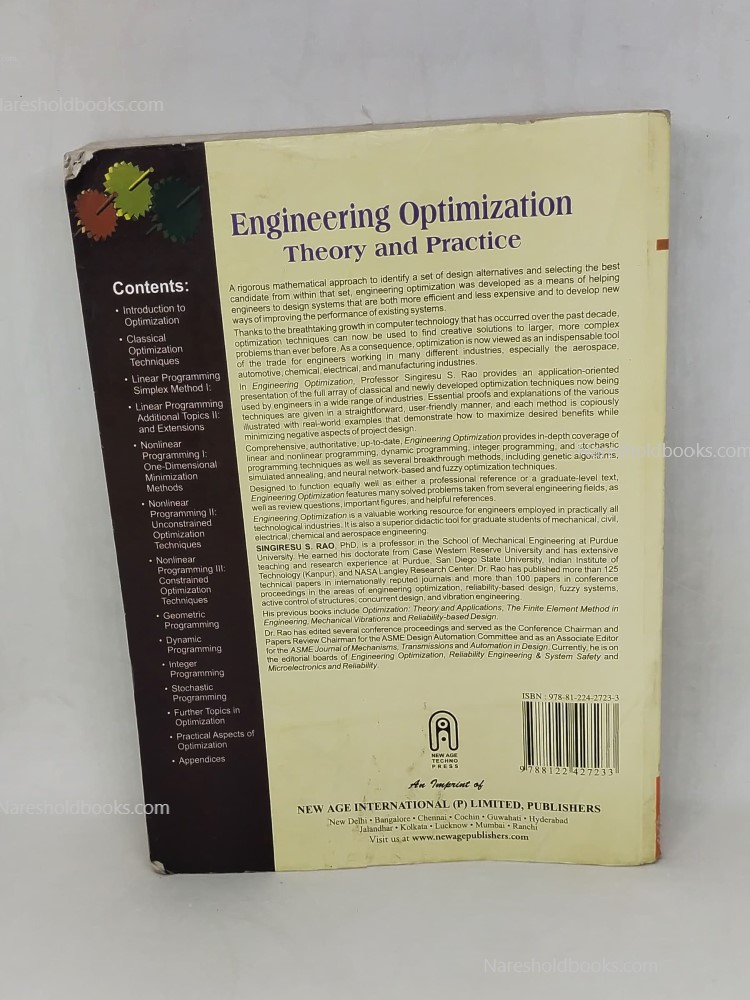 Naresholdbooks.com
Engineering Optimization
Theory and Practice
Contents:
• Introduction to
Optimization
• Classical
Optimization
Techniques
• Linear Programming
Simplex Method I:
• Linear Programming
Additional Topics II:
and Extensions
• Nonlinear
Programming I:
One-Dimensional
Minimization
Methods
• Nonlinear
Programming II:
Unconstrained
Optimization
Techniques
• Nonlinear
Programming III:
Constrained
Optimization
Techniques
• Geometric
Programming
• Dynamic
Programming
• Integer
Programming
• Stochastic
Programming
• Further Topics in
Optimization
• Practical Aspects of
Optimization
• Appendices
A rigorous mathematical approach to identify a set of design alternatives and selecting the best
candidate from within that set, engineering optimization was developed as a means of helping
engineers to design systems that are both more efficient and less expensive and to develop new
ways of improving the performance of existing systems.
Thanks to the breathtaking growth in computer technology that has occurred over the past decade,
optimization techniques can now be used to find creative solutions to larger, more complex
problems than ever before. As a consequence, optimization is now viewed as an indispensable tool
of the trade for engineers working in many different industries, especially the aerospace,
automotive, chemical, electrical, and manufacturing industries.
In Engineering Optimization, Professor Singiresu S. Rao provides an application-oriented
presentation of the full array of classical and newly developed optimization techniques now being
used by engineers in a wide range of industries. Essential proofs and explanations of the various
techniques are given in a straightforward, user-friendly manner, and each method is copiously
illustrated with real-world examples that demonstrate how to maximize desired benefits while
minimizing negative aspects of project design.
Comprehensive, authoritative, up-to-date, Engineering Optimization provides in-depth coverage of
linear and nonlinear programming, dynamic programming, integer programming, and stochastic
programming techniques as well as several breakthrough methods, including genetic algorithms,
simulated annealing, and neural network-based and fuzzy optimization techniques.
Designed to function equally well as either a professional reference or a graduate-level text,
Engineering Optimization features many solved problems taken from several engineering fields, as
well as review questions, important figures, and helpful references.
Engineering Optimization is a valuable working resource for engineers employed in practically all
technological industries. It is also a superior didactic tool for graduate students of mechanical, civil,
electrical, chemical and aerospace engineering.
SINGIRESU S. RAO, PhD, is a professor in the School of Mechanical Engineering at Purdue
University. He earned his doctorate from Case Western Reserve University and has extensive
teaching and research experience at Purdue, San Diego State University, Indian Institute of
Technology (Kanpur), and NASA Langley Research Center. Dr. Rao has published more than 125
technical papers in internationally reputed journals and more than 100 papers in conference
proceedings in the areas of engineering optimization, reliability-based design, fuzzy systems,
active control of structures, concurrent design, and vibration engineering.
His previous books include Optimization: Theory and Applications, The Finite Element Method in
Engineering, Mechanical Vibrations and Reliability-based Design.
Dr. Rao has edited several conference proceedings and served as the Conference Chairman and
Papers Review Chairman for the ASME Design Automation Committee and as an Associate Editor
for the ASME Journal of Mechanisms, Transmissions and Automation in Design. Currently, he is on
the editorial boards of Engineering Optimization, Reliability Engineering & System Safety and
Microelectronics and Reliability.
Naresholdbooks.com
ISBN : 978-81-224-2723-3
9 788122 427233
NEW AGE
TECHNO
PRESS
An Imprint of
NEW AGE INTERNATIONAL (P) LIMITED, PUBLISHERS
New Delhi • Bangalore • Chennai • Cochin • Guwahati • Hyderabad
Jalandhar • Kolkata • Lucknow • Mumbai • Ranchi
Visit us at www.newagepublishers.com
Naresholdbooks.com
Naresholdbooks.com